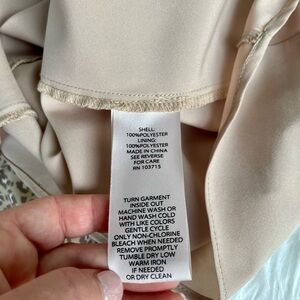 SHELL:
100%POLYESTER
LINING:
100%POLYESTER
MADE IN CHINA
SEE REVERSE
FOR CARE
RN 103715
TURN GARMENT
INSIDE OUT
MACHINE WASH OR
HAND WASH COLD
WITH LIKE COLORS
GENTLE CYCLE
ONLY NON-CHLORINE
BLEACH WHEN NEEDED
REMOVE PROMPTLY
TUMBLE DRY LOW
WARM IRON
IF NEEDED
OR DRY CLEAN